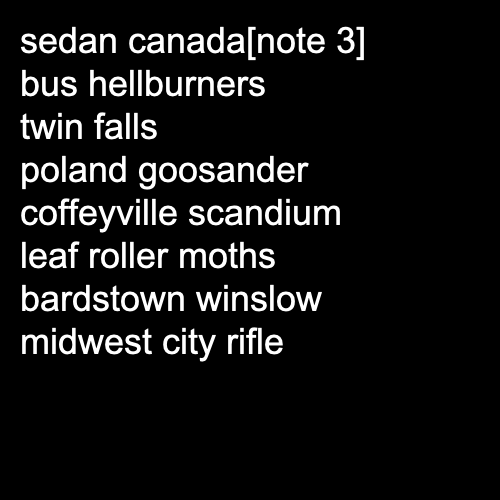 sedan canada[note 3]
bus hellburners
twin falls
poland goosander
coffeyville scandium
leaf roller moths
bardstown winslow
midwest city rifle